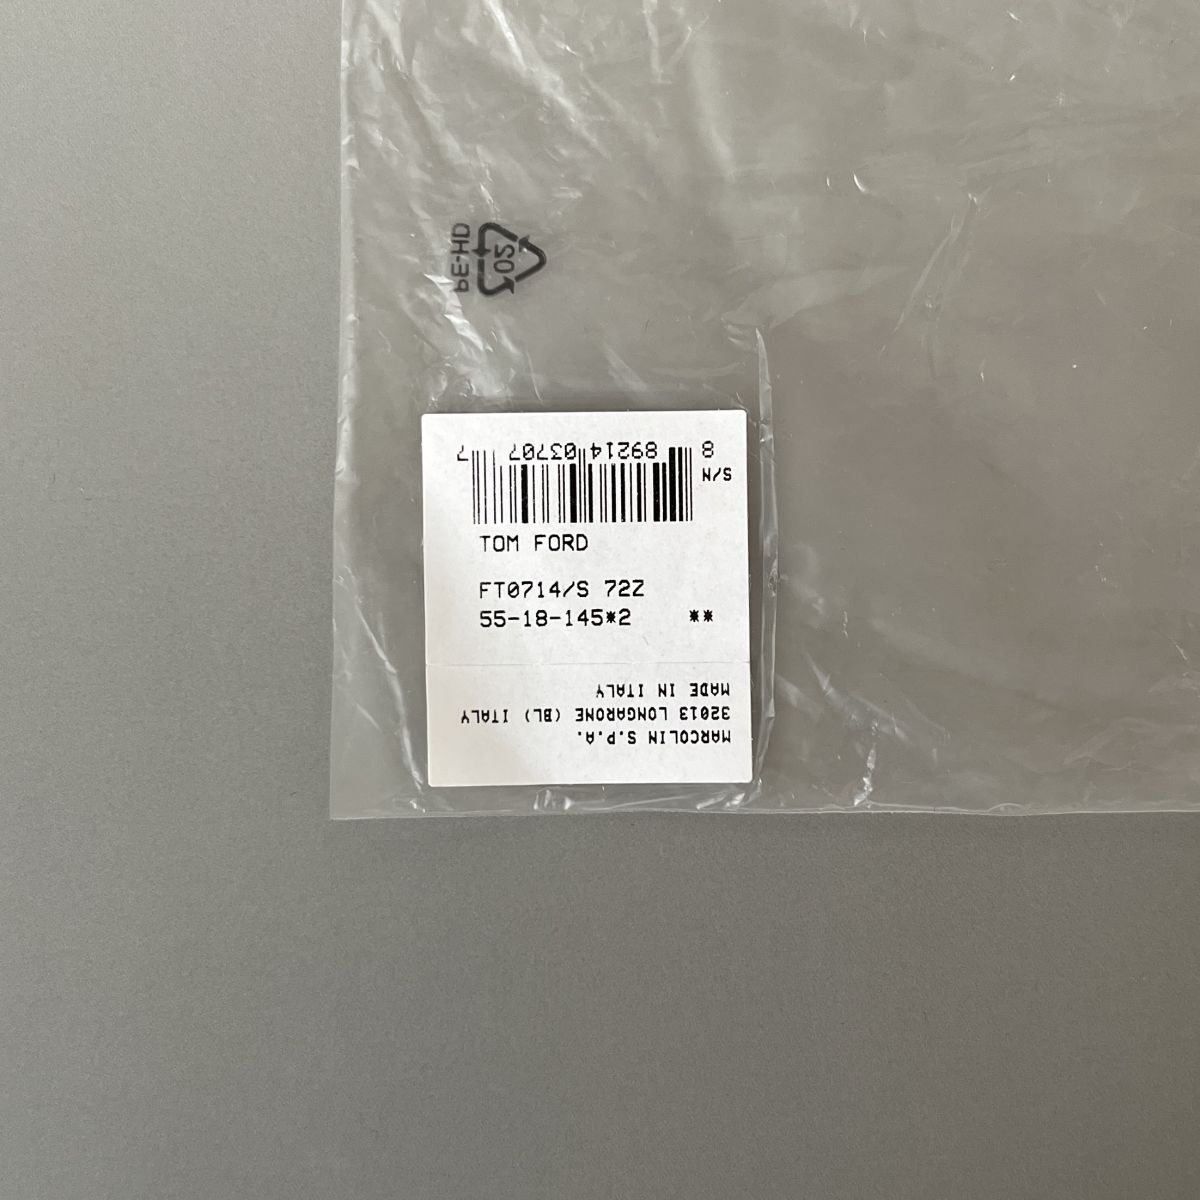 PE-HD
02
8 89214 03707 7
S/N
TOM FORD
FT0714/S 72Z
55-18-145*2 **
MARCOLIN S.P.A.
32013 LONGARONE (BL) ITALY
MADE IN ITALY